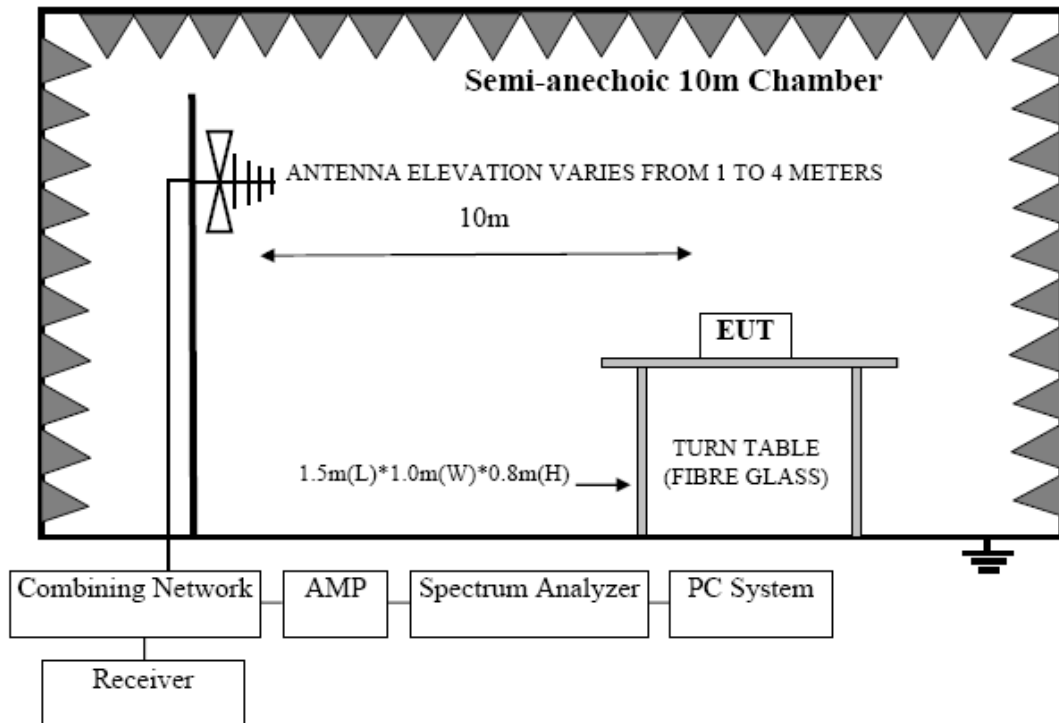 Semi-anechoic 10m Chamber
ANTENNA ELEVATION VARIES FROM 1 TO 4 METERS
10m
EUT
1.5m(L)*1.0m(W)*0.8m(H)
TURN TABLE
(FIBRE GLASS)
Combining Network
AMP
Spectrum Analyzer
PC System
Receiver